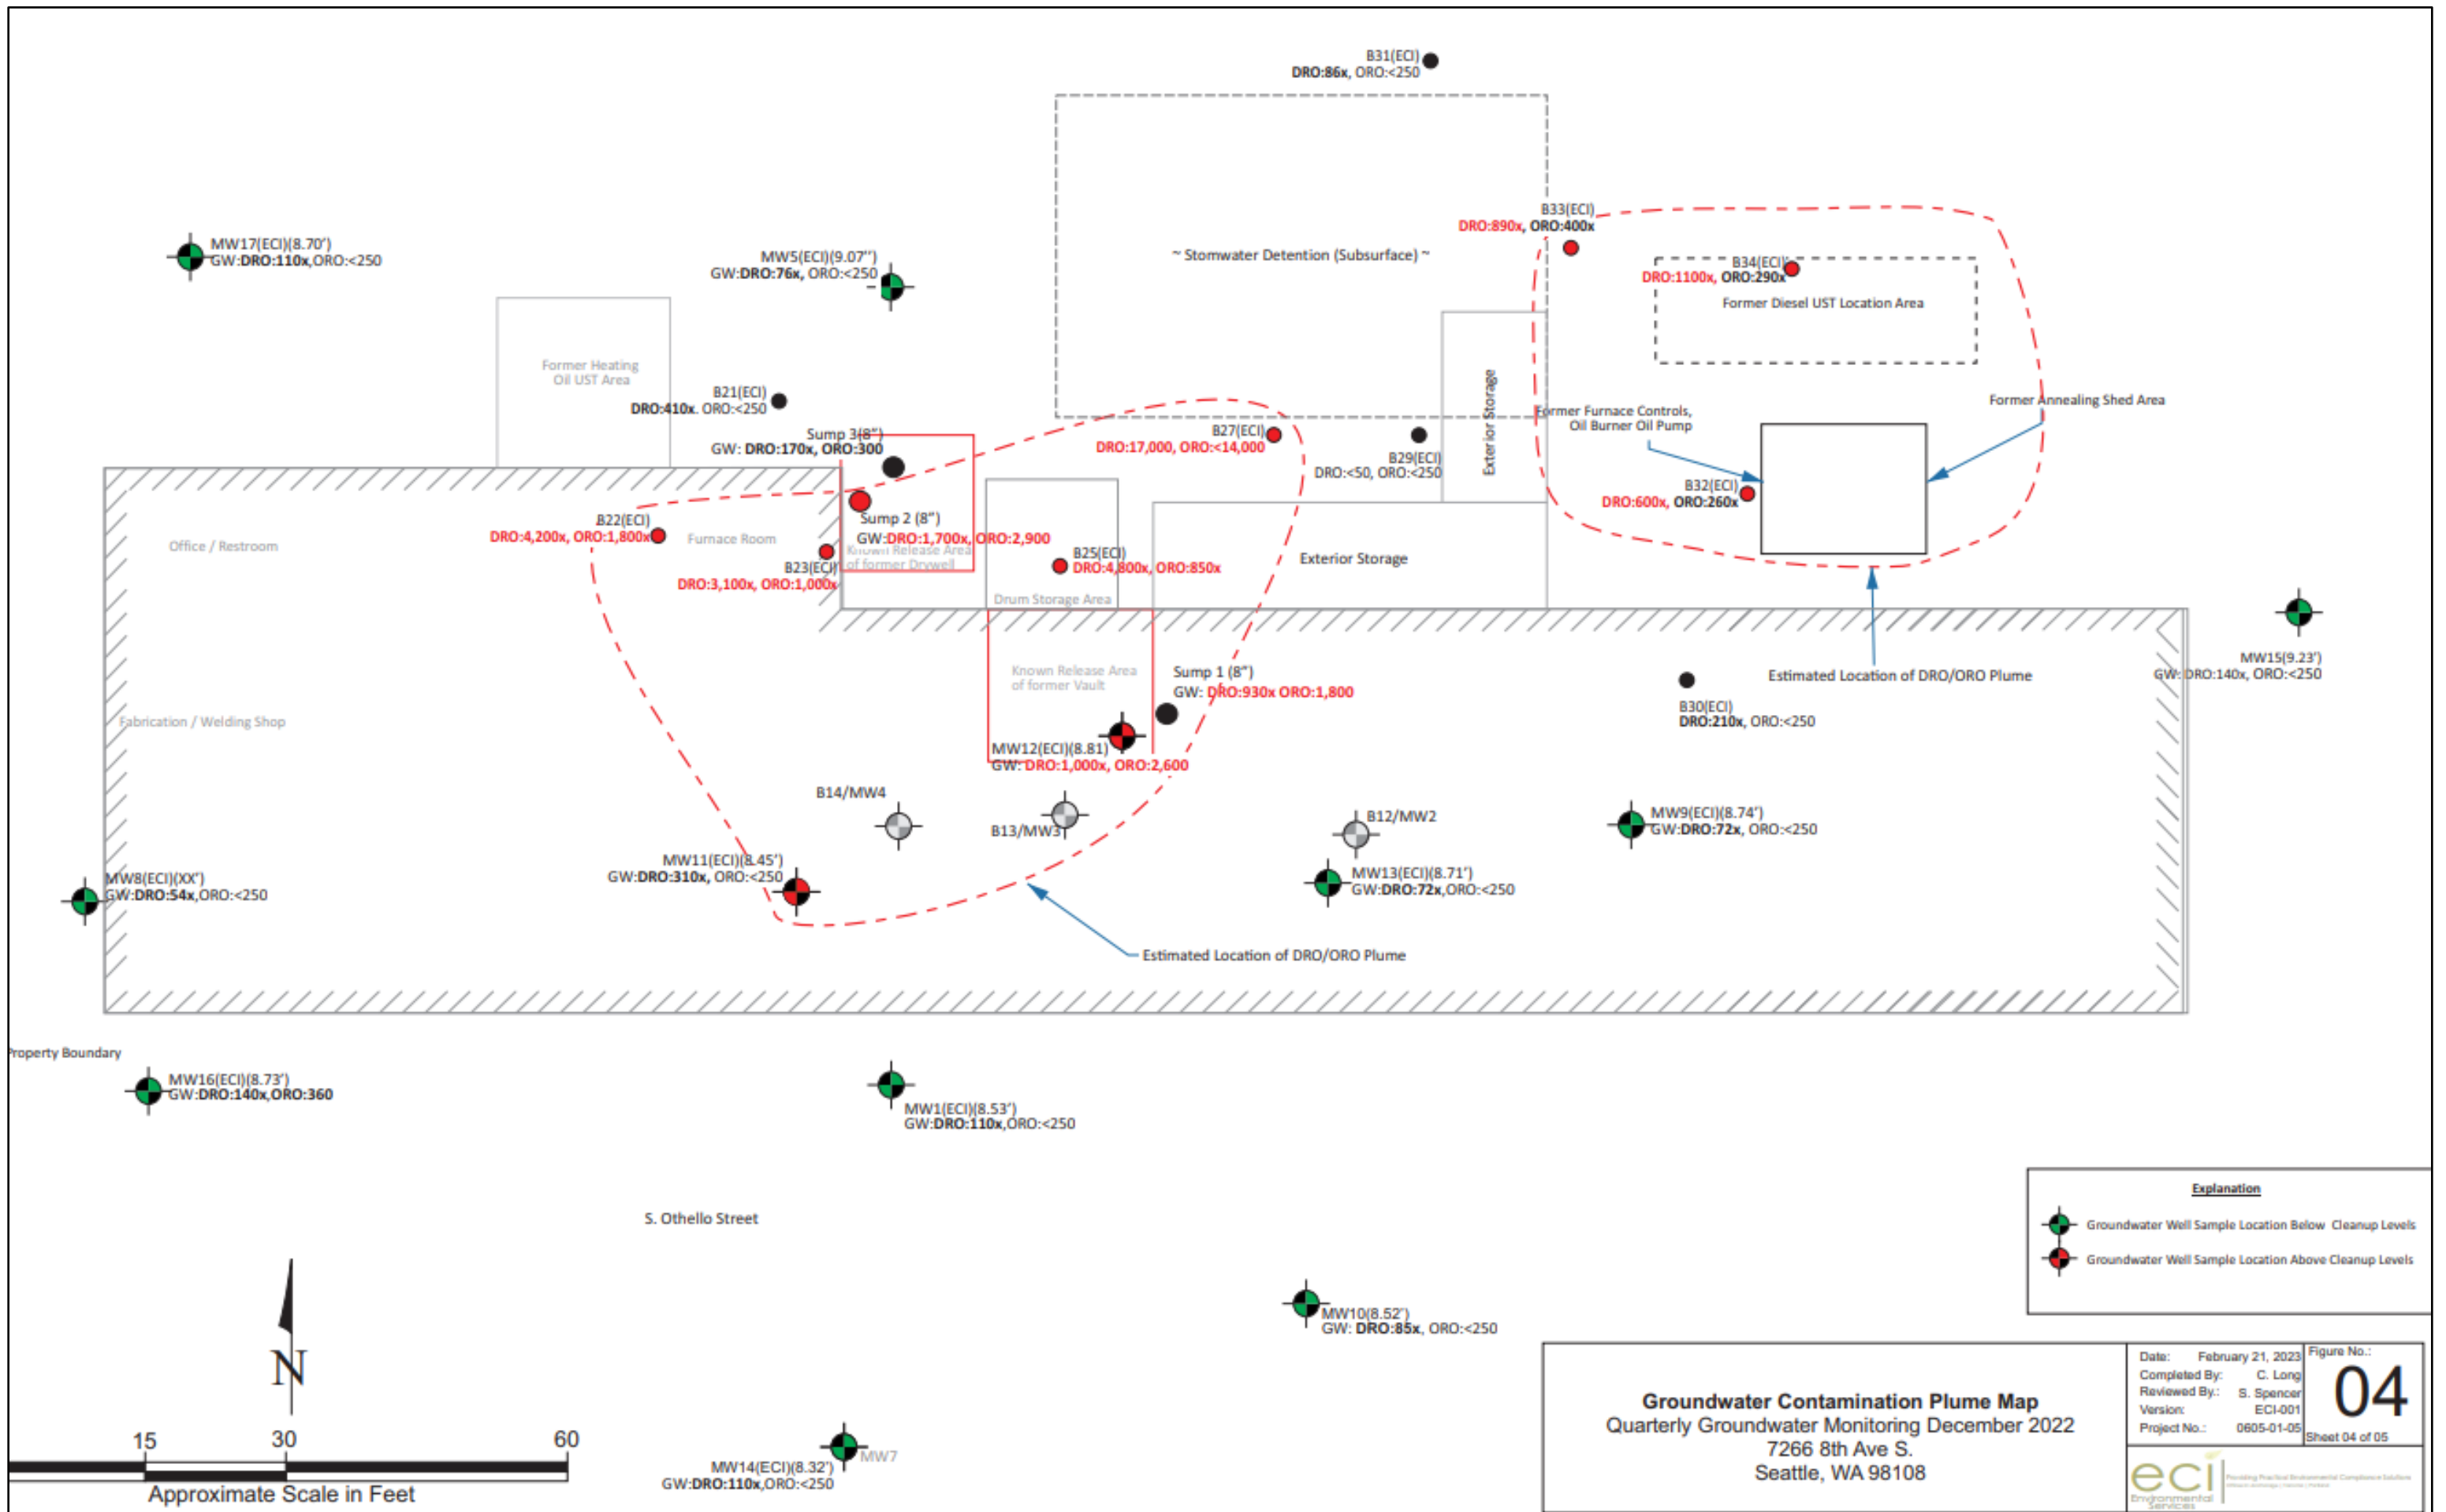 B31(ECI)
DRO:86x, ORO:<250
B33(ECI)
DRO:890x, ORO:400x
MW17(ECI)(8.70')
GW:DRO:110x,ORO:<250
MW5(ECI)(9.07'')
GW:DRO:76x, ORO:<250
~ Stomwater Detention (Subsurface) ~
B34(ECI)
DRO:1100x, ORO:290x
Former Diesel UST Location Area
Former Heating
Oil UST Area
B21(ECI)
DRO:410x. ORO:<250
Exterior Storage
Former Furnace Controls,
Oil Burner Oil Pump
Former Annealing Shed Area
Sump 3(8")
GW: DRO:170x, ORO:300
B27(ECI)
DRO:17,000, ORO:<14,000
B29(ECI)
DRO:<50, ORO:<250
B32(ECI)
DRO:600x, ORO:260x
Office / Restroom
B22(ECI)
DRO:4,200x, ORO:1,800x
Furnace Room
Sump 2 (8")
GW:DRO:1,700x, ORO:2,900
Known Release Area
of former Drywell
B23(ECI)
DRO:3,100x, ORO:1,000x
B25(ECI)
DRO:4,800x, ORO:850x
Drum Storage Area
Exterior Storage
Known Release Area
of former Vault
Sump 1 (8")
GW: DRO:930x ORO:1,800
Estimated Location of DRO/ORO Plume
MW15(9.23')
GW: DRO:140x, ORO:<250
Fabrication / Welding Shop
B30(ECI)
DRO:210x, ORO:<250
MW12(ECI)(8.81)
GW: DRO:1,000x, ORO:2,600
B14/MW4
B13/MW3
B12/MW2
MW9(ECI)(8.74')
GW:DRO:72x, ORO:<250
MW11(ECI)(8.45')
GW:DRO:310x, ORO:<250
MW13(ECI)(8.71')
GW:DRO:72x,ORO:<250
MW8(ECI)(XX')
GW:DRO:54x,ORO:<250
Estimated Location of DRO/ORO Plume
Property Boundary
MW16(ECI)(8.73')
GW:DRO:140x,ORO:360
MW1(ECI)(8.53')
GW:DRO:110x,ORO:<250
S. Othello Street
Explanation
Groundwater Well Sample Location Below Cleanup Levels
Groundwater Well Sample Location Above Cleanup Levels
N
MW10(8.52')
GW: DRO:85x, ORO:<250
15 30 60
Approximate Scale in Feet
MW7
MW14(ECI)(8.32')
GW:DRO:110x,ORO:<250
Groundwater Contamination Plume Map
Quarterly Groundwater Monitoring December 2022
7266 8th Ave S.
Seattle, WA 98108
Date: February 21, 2023
Completed By: C. Long
Reviewed By.: S. Spencer
Version: ECI-001
Project No.: 0605-01-05
Figure No.:
04
Sheet 04 of 05
eci
Environmental
Services
Providing Practical Environmental Compliance Solutions